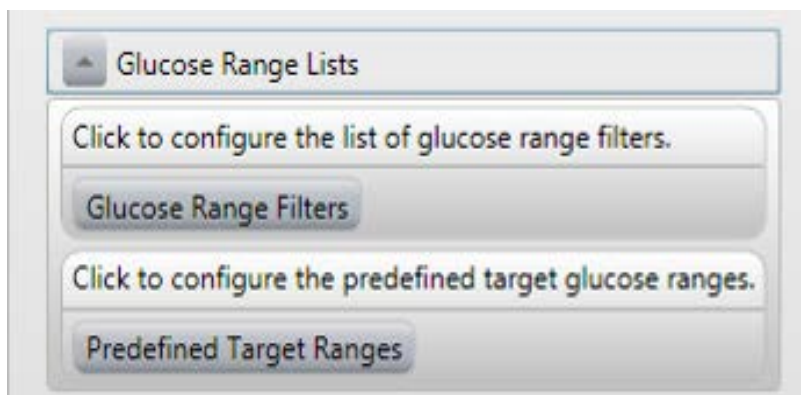 Glucose Range Lists
Click to configure the list of glucose range filters.
Glucose Range Filters
Click to configure the predefined target glucose ranges.
Predefined Target Ranges